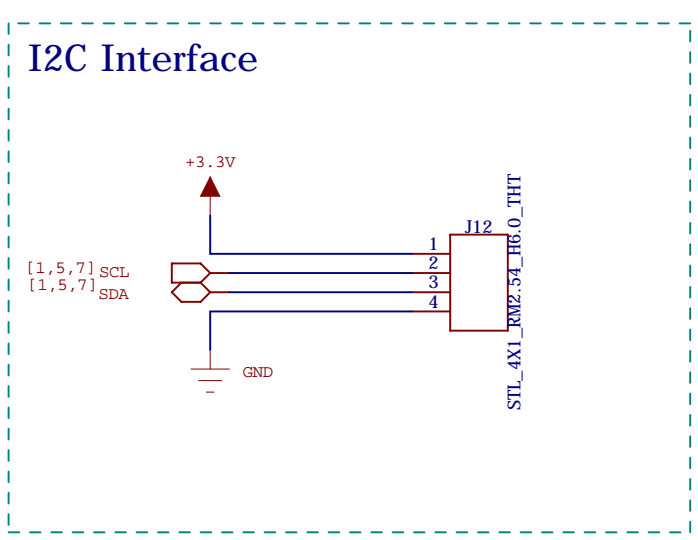 I2C Interface
+3.3V
[1,5,7] SCL
[1,5,7] SDA
GND
J12
1
2
3
4
STL_4X1_RM2.54_H6.0_THT